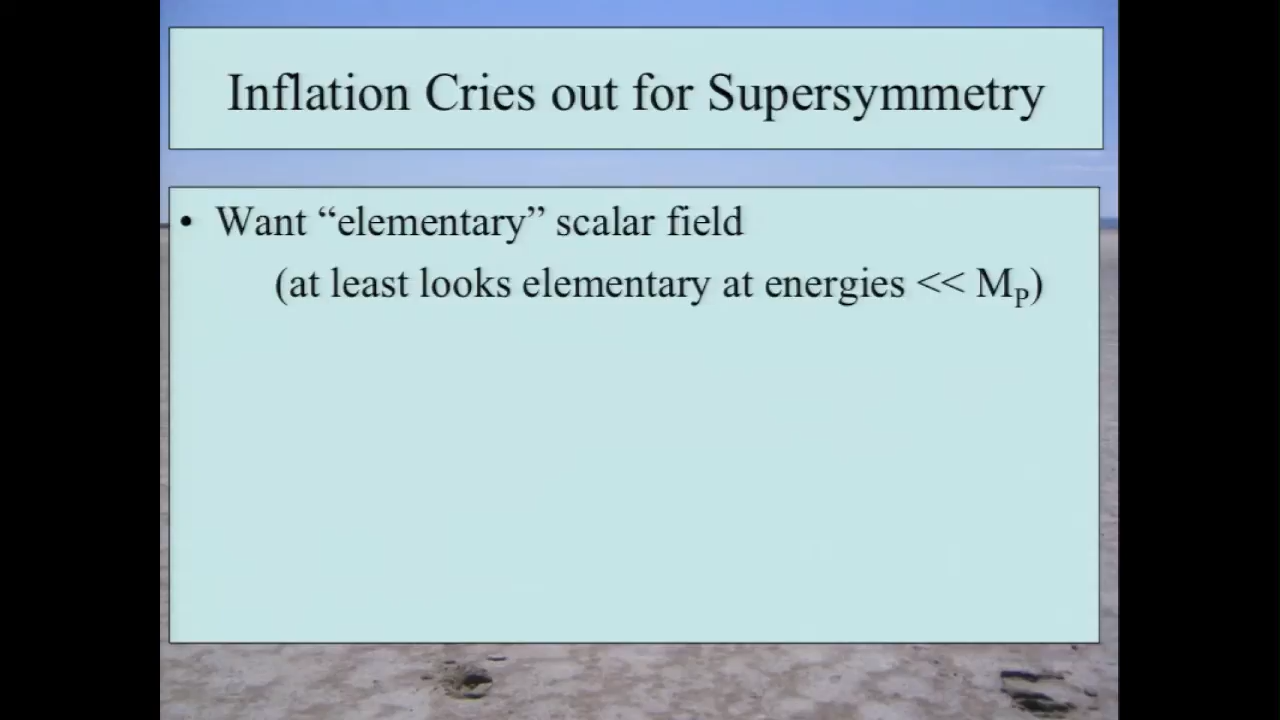 Inflation Cries out for Supersymmetry
• Want “elementary” scalar field
(at least looks elementary at energies << MP)